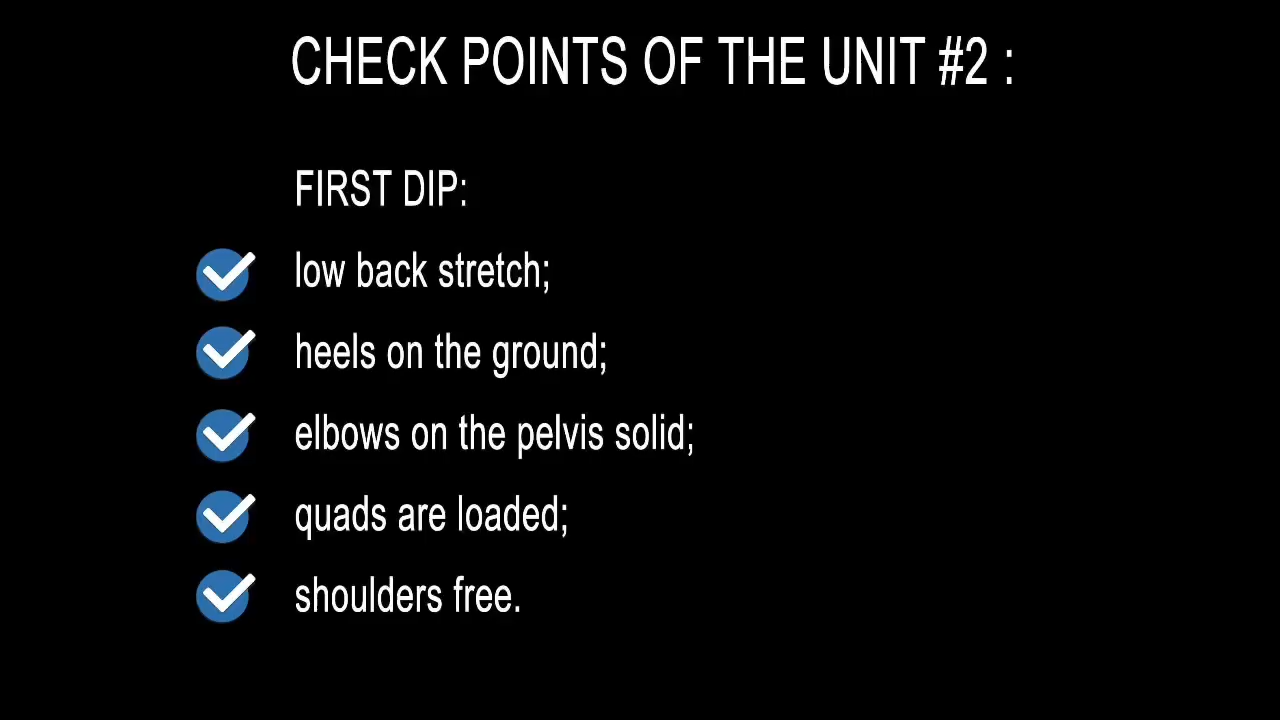 CHECK POINTS OF THE UNIT #2 :
FIRST DIP:
low back stretch;
heels on the ground;
elbows on the pelvis solid;
quads are loaded;
shoulders free.